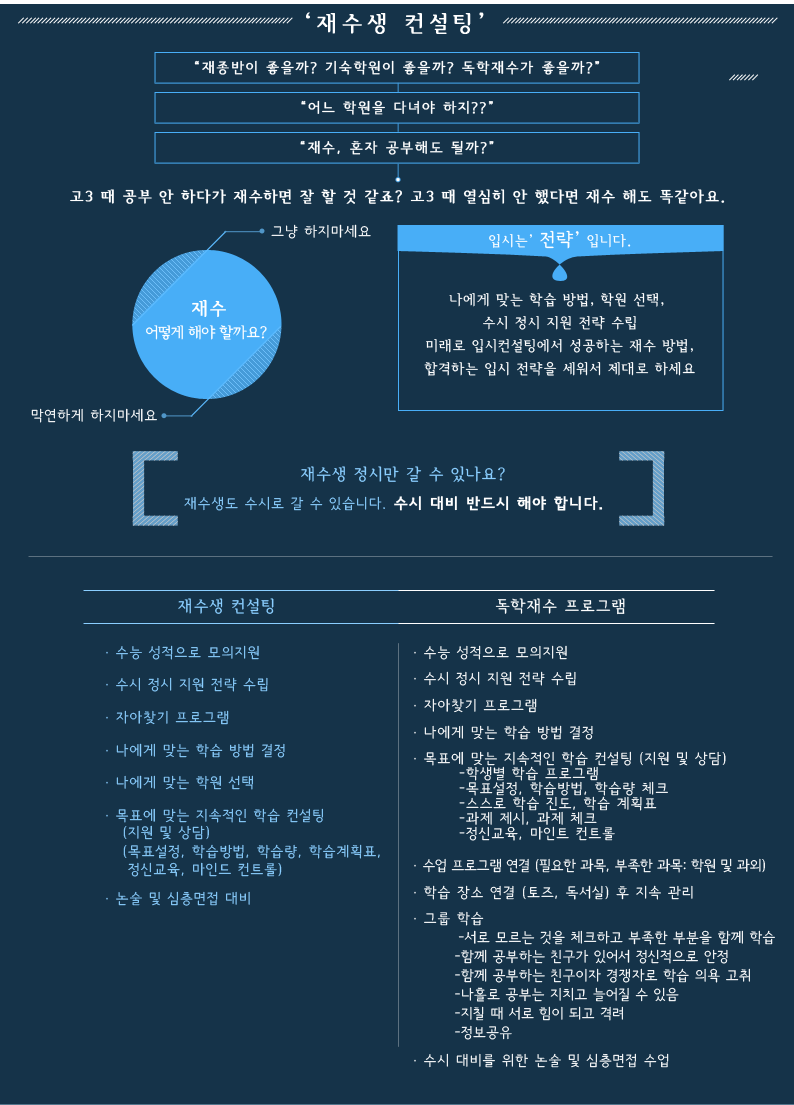 ‘재수생 컨설팅’
“재종반이 좋을까? 기숙학원이 좋을까? 독학재수가 좋을까?”
“어느 학원을 다녀야 하지??”
“재수, 혼자 공부해도 될까?”
고3 때 공부 안 하다가 재수하면 잘 할 것 같죠? 고3 때 열심히 안 했다면 재수 해도 똑같아요.
그냥 하지마세요
재수
어떻게 해야 할까요?
막연하게 하지마세요
입시는‘ 전략’ 입니다.
나에게 맞는 학습 방법, 학원 선택,
수시 정시 지원 전략 수립
미래로 입시컨설팅에서 성공하는 재수 방법,
합격하는 입시 전략을 세워서 제대로 하세요
재수생 정시만 갈 수 있나요?
재수생도 수시로 갈 수 있습니다. 수시 대비 반드시 해야 합니다.
재수생 컨설팅
· 수능 성적으로 모의지원
· 수시 정시 지원 전략 수립
· 자아찾기 프로그램
· 나에게 맞는 학습 방법 결정
· 나에게 맞는 학원 선택
· 목표에 맞는 지속적인 학습 컨설팅
(지원 및 상담)
(목표설정, 학습방법, 학습량, 학습계획표,
정신교육, 마인드 컨트롤)
· 논술 및 심층면접 대비
독학재수 프로그램
· 수능 성적으로 모의지원
· 수시 정시 지원 전략 수립
· 자아찾기 프로그램
· 나에게 맞는 학습 방법 결정
· 목표에 맞는 지속적인 학습 컨설팅 (지원 및 상담)
-학생별 학습 프로그램
-목표설정, 학습방법, 학습량 체크
-스스로 학습 진도, 학습 계획표
-과제 제시, 과제 체크
-정신교육, 마인트 컨트롤
· 수업 프로그램 연결 (필요한 과목, 부족한 과목: 학원 및 과외)
· 학습 장소 연결 (토즈, 독서실) 후 지속 관리
· 그룹 학습
-서로 모르는 것을 체크하고 부족한 부분을 함께 학습
-함께 공부하는 친구가 있어서 정신적으로 안정
-함께 공부하는 친구이자 경쟁자로 학습 의욕 고취
-나홀로 공부는 지치고 늘어질 수 있음
-지칠 때 서로 힘이 되고 격려
-정보공유
· 수시 대비를 위한 논술 및 심층면접 수업